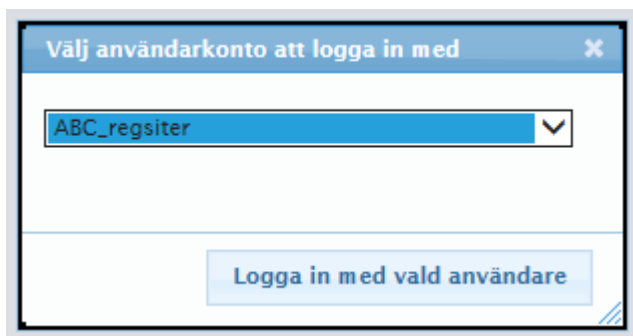 Välj användarkonto att logga in med
ABC_regsiter
Logga in med vald användare